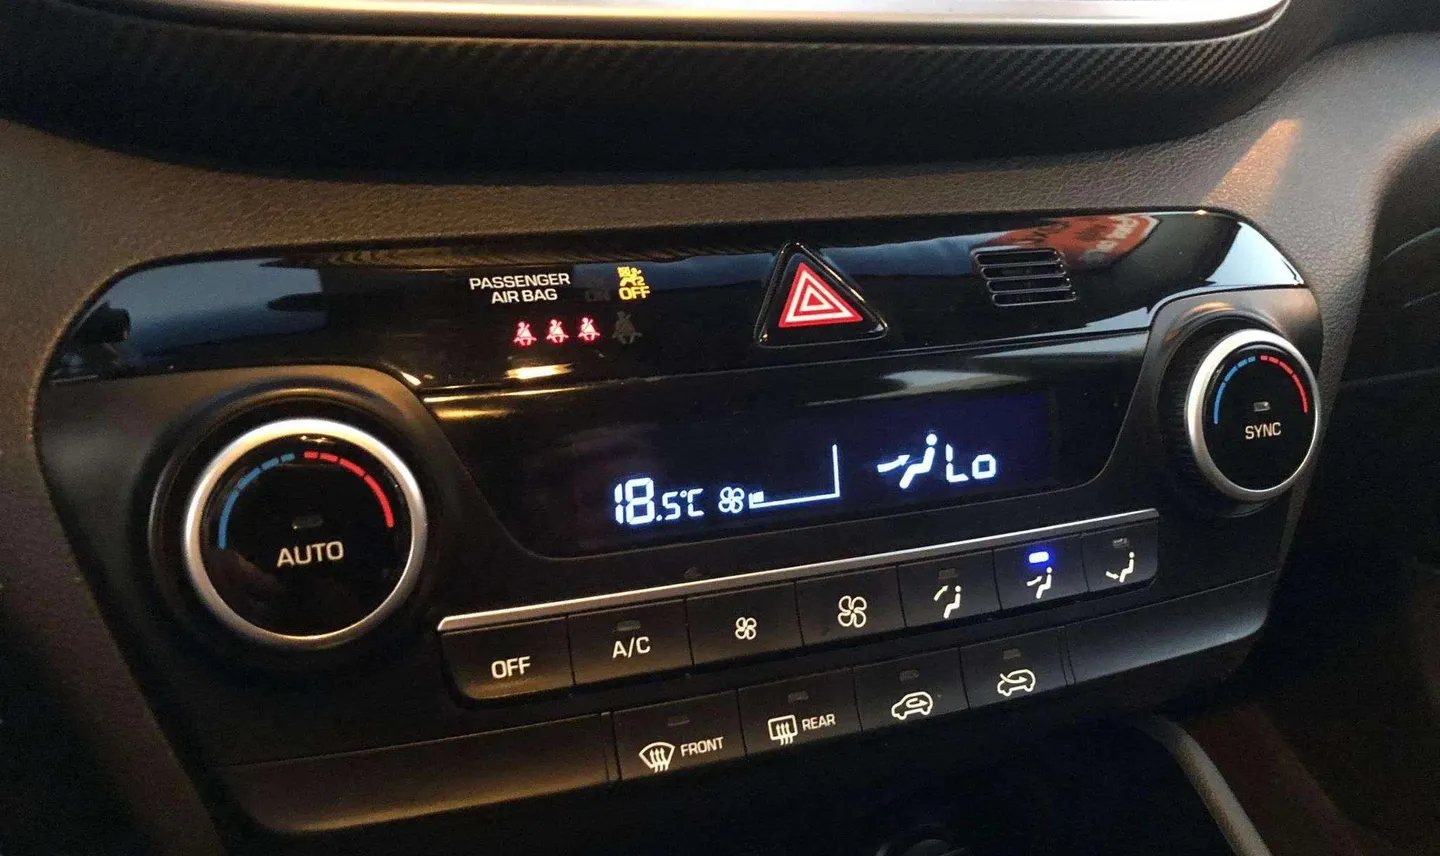 PASSENGER
AIR BAG
OFF
18.5°C
Lo
AUTO
SYNC
OFF
A/C
FRONT
REAR